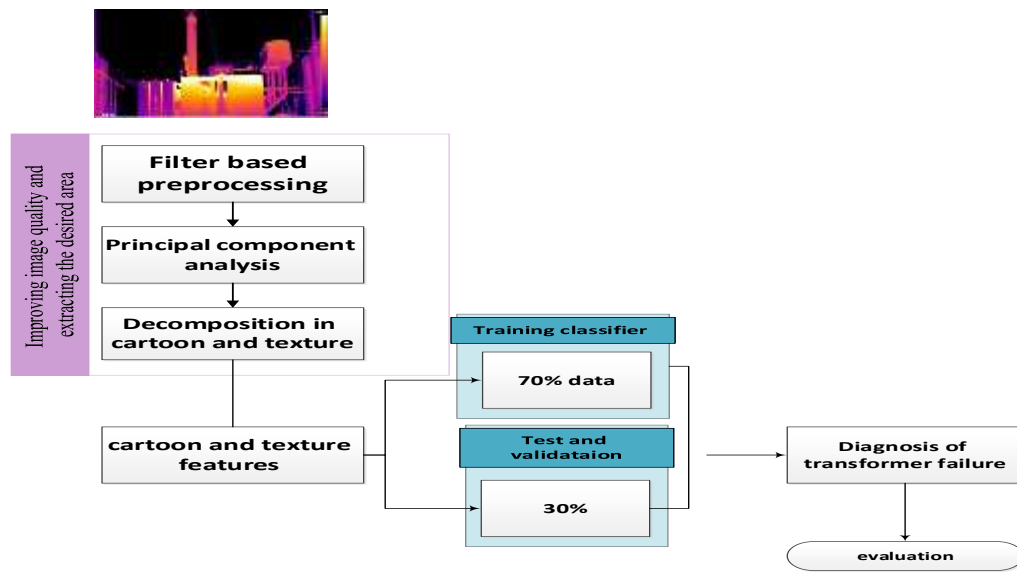 Improving image quality and
extracting the desired area
Filter based
preprocessing
Principal component
analysis
Decomposition in
cartoon and texture
cartoon and texture
features
Training classifier
70% data
Test and
validataion
30%
Diagnosis of
transformer failure
evaluation